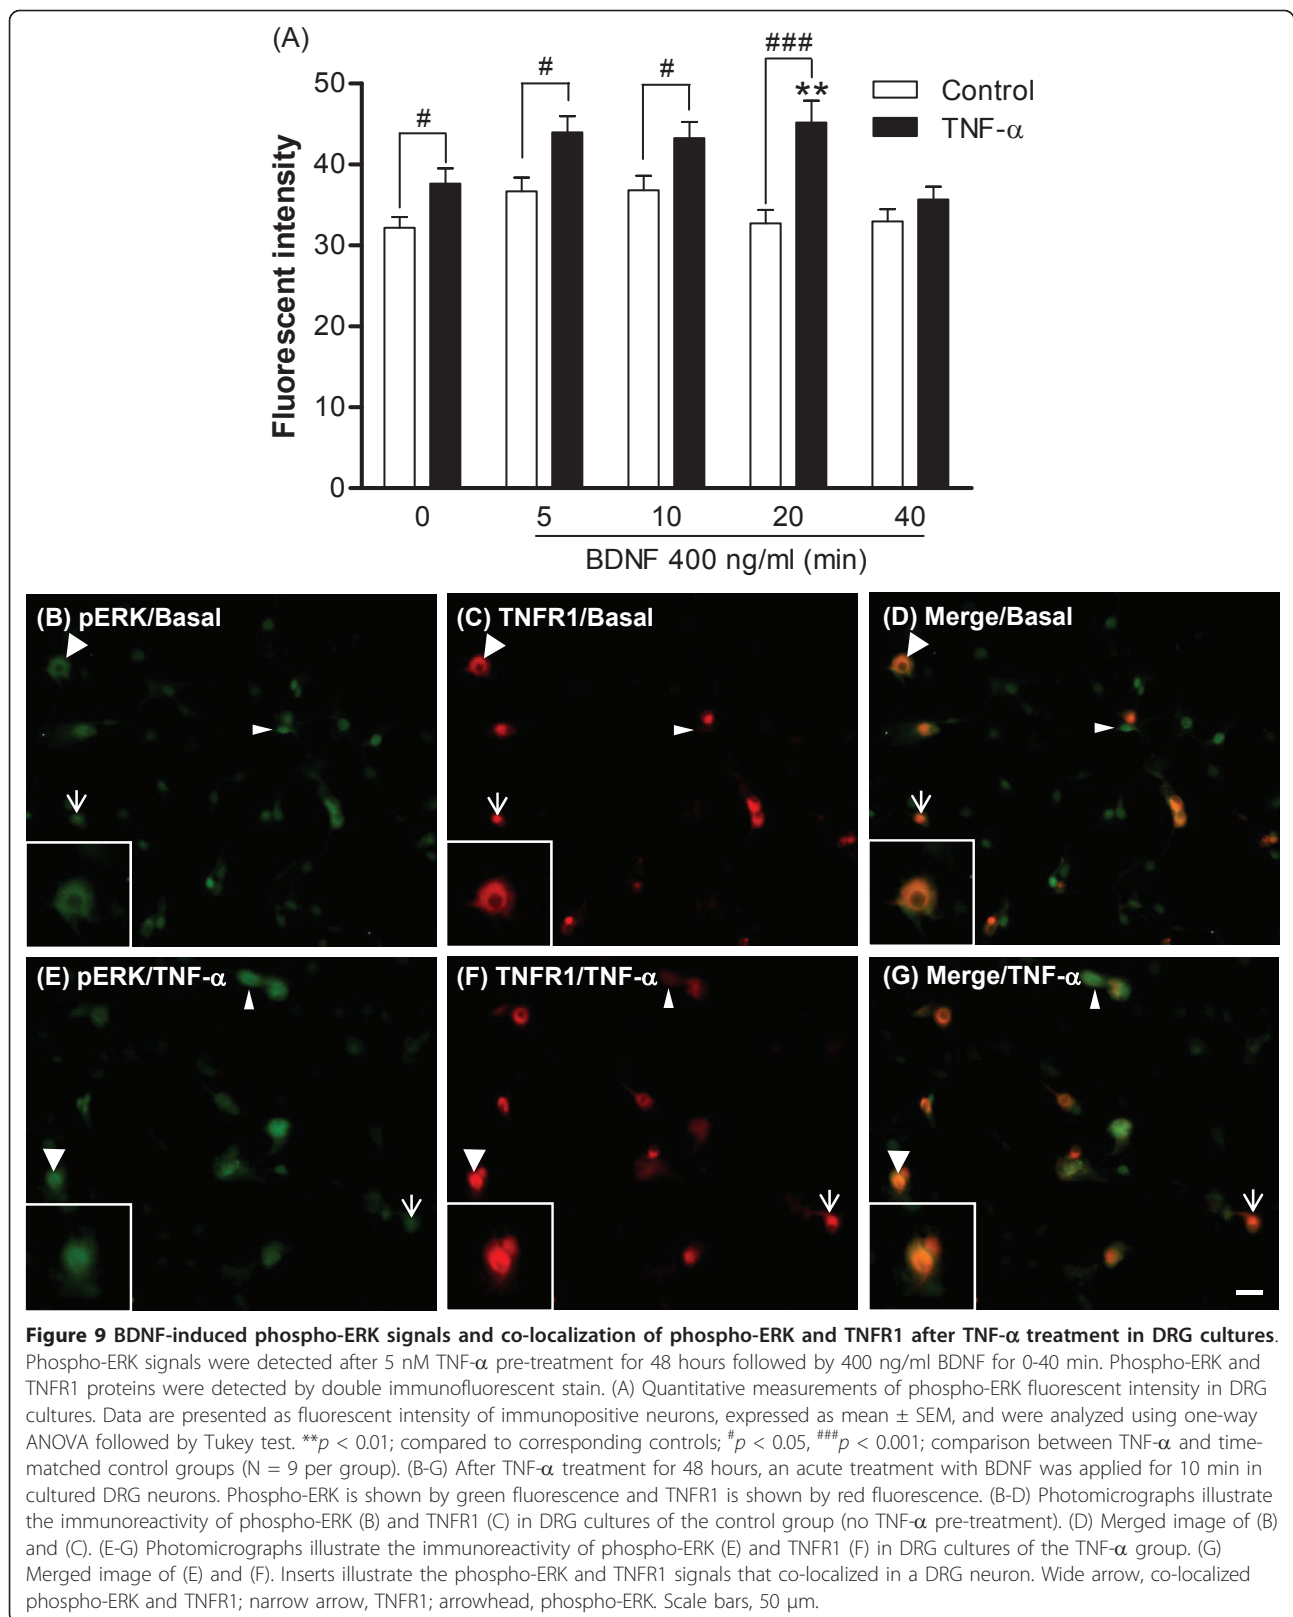 (A)
###
#
#
**
#
Control
TNF-α
Fluorescent intensity
50
40
30
20
10
0
0 5 10 20 40
BDNF 400 ng/ml (min)
(B) pERK/Basal
(C) TNFR1/Basal
(D) Merge/Basal
(E) pERK/TNF-α
(F) TNFR1/TNF-α
(G) Merge/TNF-α
Figure 9 BDNF-induced phospho-ERK signals and co-localization of phospho-ERK and TNFR1 after TNF-α treatment in DRG cultures.
Phospho-ERK signals were detected after 5 nM TNF-α pre-treatment for 48 hours followed by 400 ng/ml BDNF for 0-40 min. Phospho-ERK and
TNFR1 proteins were detected by double immunofluorescent stain. (A) Quantitative measurements of phospho-ERK fluorescent intensity in DRG
cultures. Data are presented as fluorescent intensity of immunopositive neurons, expressed as mean ± SEM, and were analyzed using one-way
ANOVA followed by Tukey test. **p < 0.01; compared to corresponding controls; #p < 0.05, ###p < 0.001; comparison between TNF-α and time-
matched control groups (N = 9 per group). (B-G) After TNF-α treatment for 48 hours, an acute treatment with BDNF was applied for 10 min in
cultured DRG neurons. Phospho-ERK is shown by green fluorescence and TNFR1 is shown by red fluorescence. (B-D) Photomicrographs illustrate
the immunoreactivity of phospho-ERK (B) and TNFR1 (C) in DRG cultures of the control group (no TNF-α pre-treatment). (D) Merged image of (B)
and (C). (E-G) Photomicrographs illustrate the immunoreactivity of phospho-ERK (E) and TNFR1 (F) in DRG cultures of the TNF-α group. (G)
Merged image of (E) and (F). Inserts illustrate the phospho-ERK and TNFR1 signals that co-localized in a DRG neuron. Wide arrow, co-localized
phospho-ERK and TNFR1; narrow arrow, TNFR1; arrowhead, phospho-ERK. Scale bars, 50 μm.